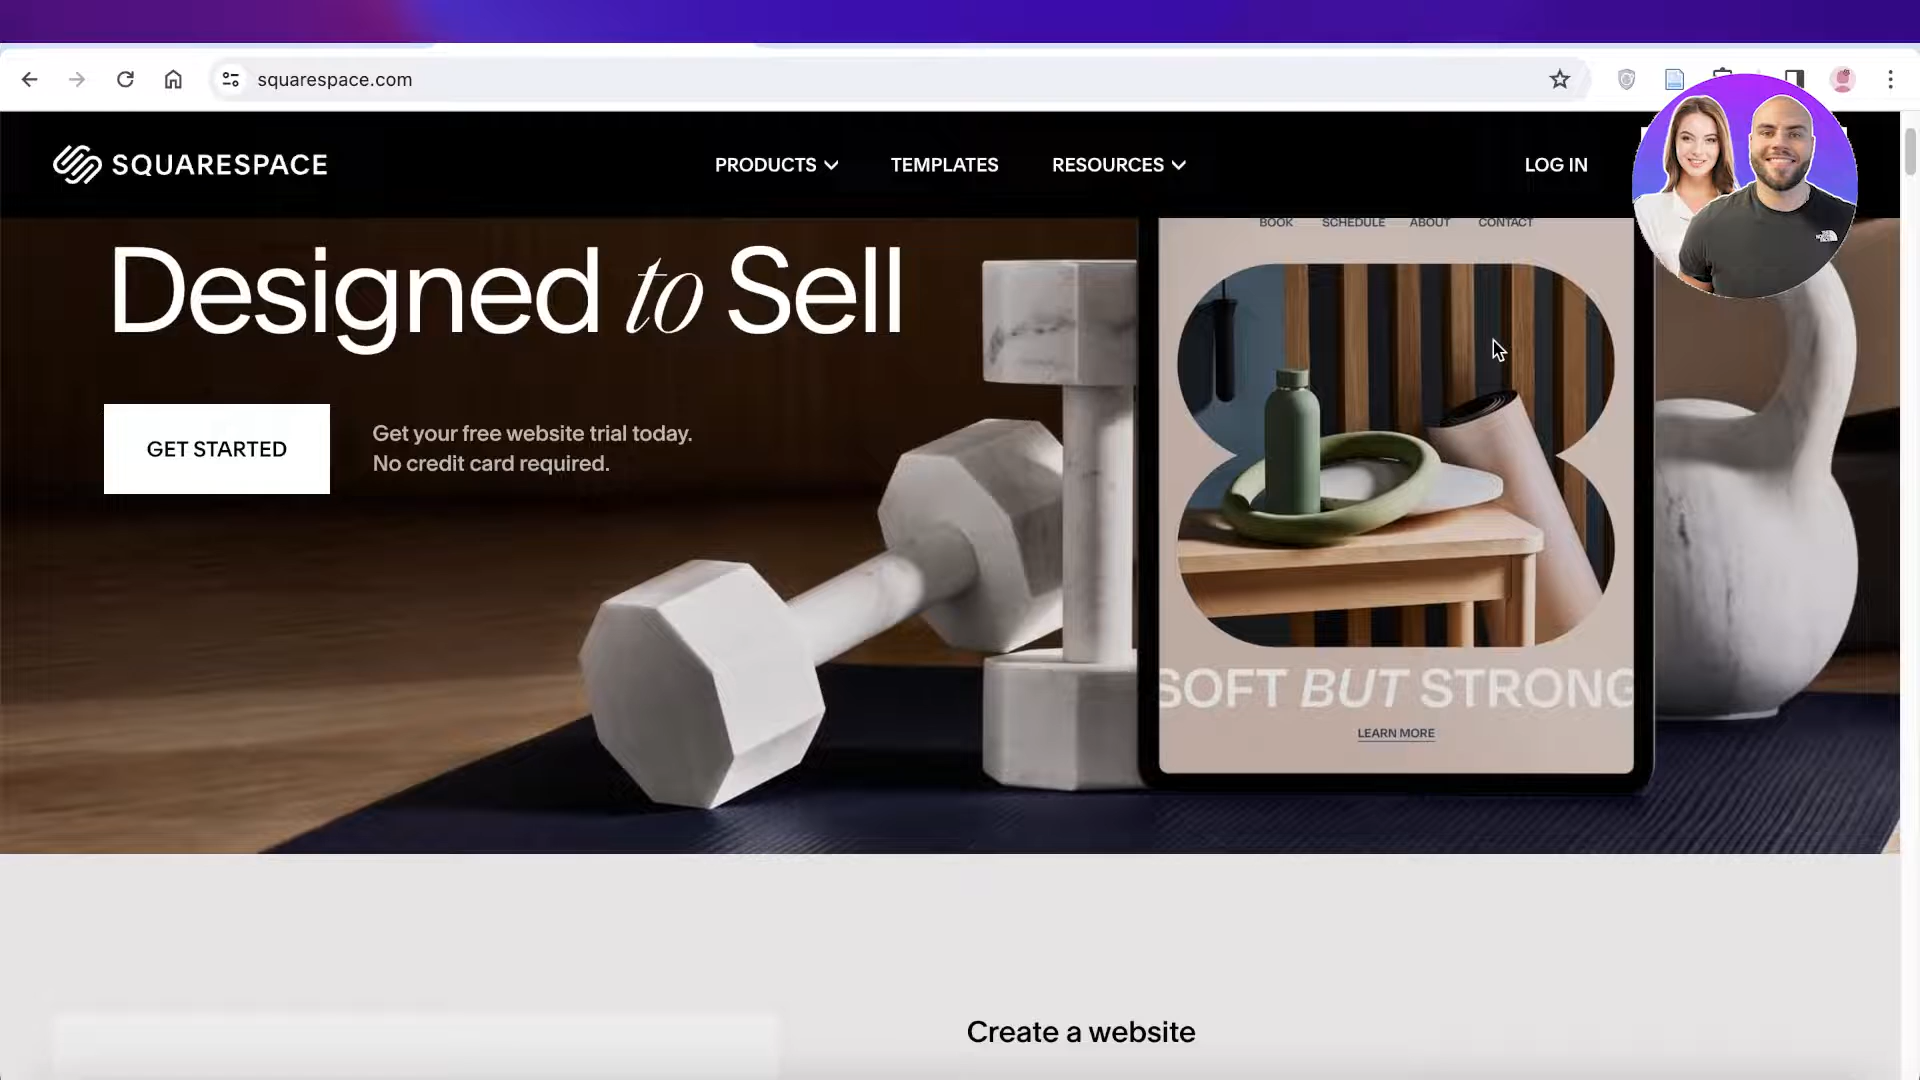 squarespace.com
SQUARESPACE
PRODUCTS
TEMPLATES
RESOURCES
LOG IN
BOOK SCHEDULE ABOUT CONTACT
Designed to Sell
GET STARTED
Get your free website trial today.
No credit card required.
SOFT BUT STRONG
LEARN MORE
Create a website